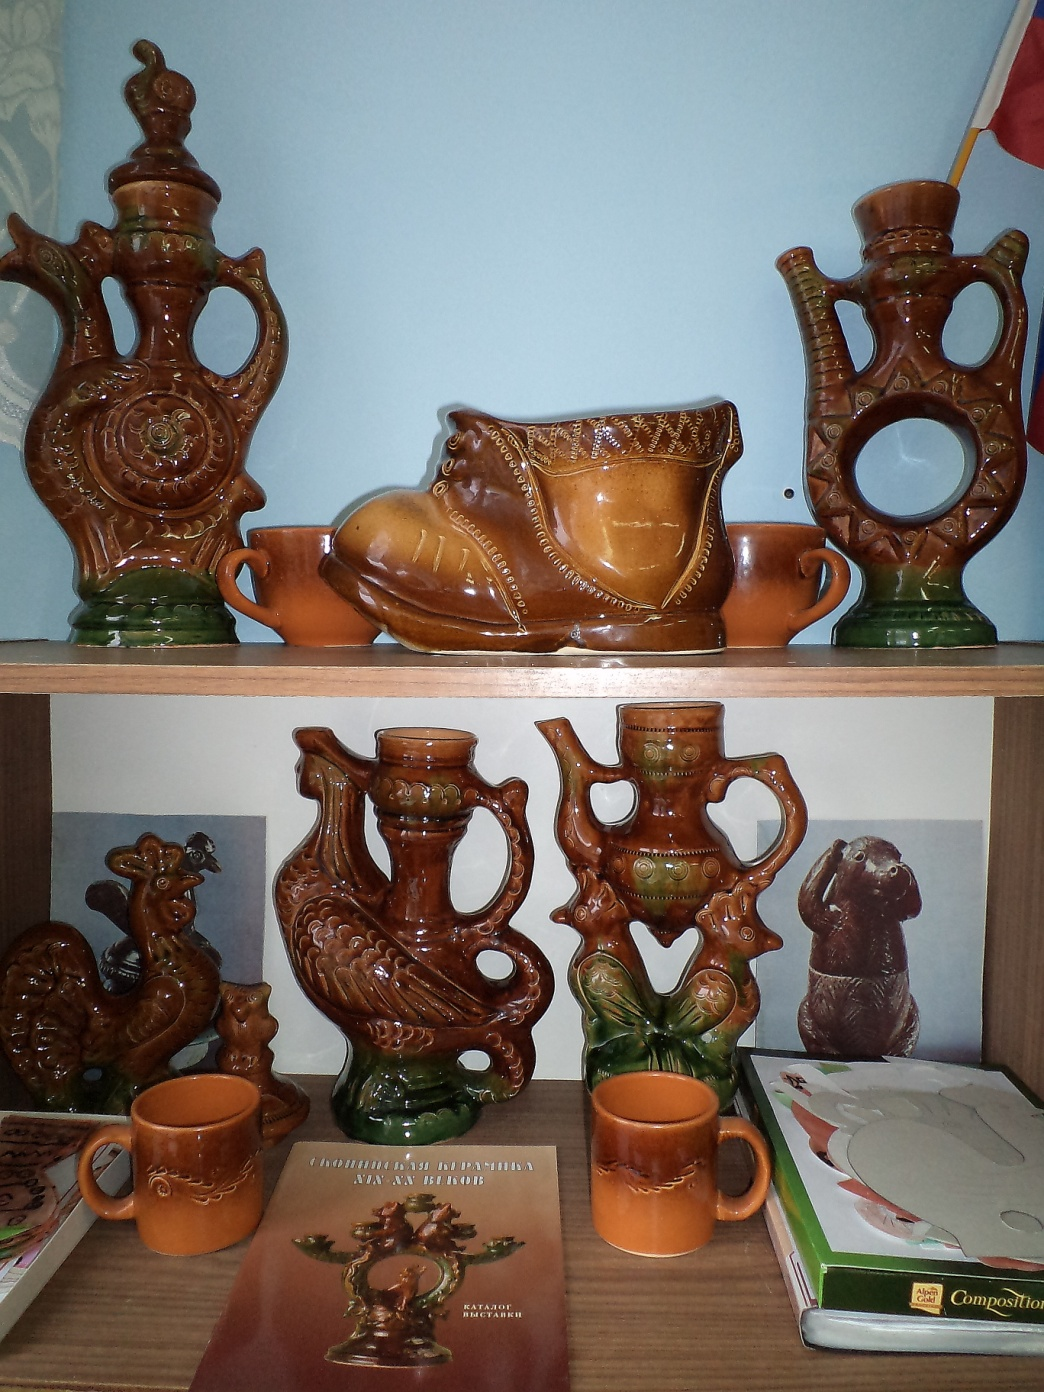 СКОПИНСКАЯ КЕРАМИКА
XIX-XX ВЕКОВ
КАТАЛОГ
ВЫСТАВКИ
Alpen
Gold
Composition